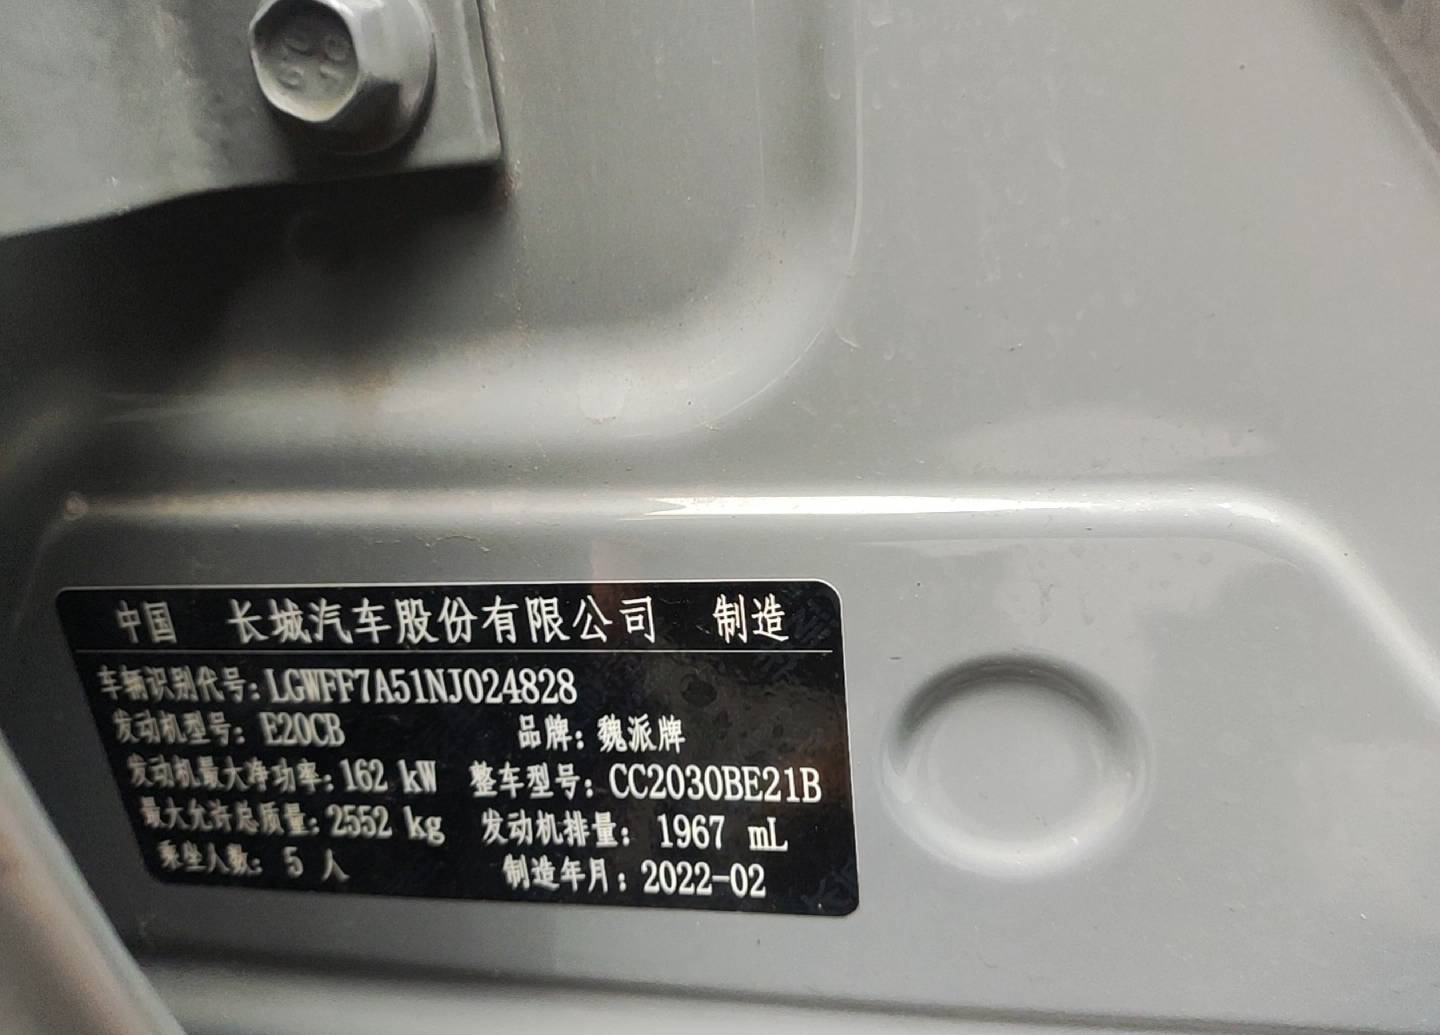 中国 长城汽车股份有限公司 制造
车辆识别代号: LGWFF7A51NJ024828
发动机型号: E20CB 品牌: 魏派牌
发动机最大净功率: 162 kW 整车型号: CC2030BE21B
最大允许总质量: 2552 kg 发动机排量: 1967 mL
乘坐人数: 5 人 制造年月: 2022-02